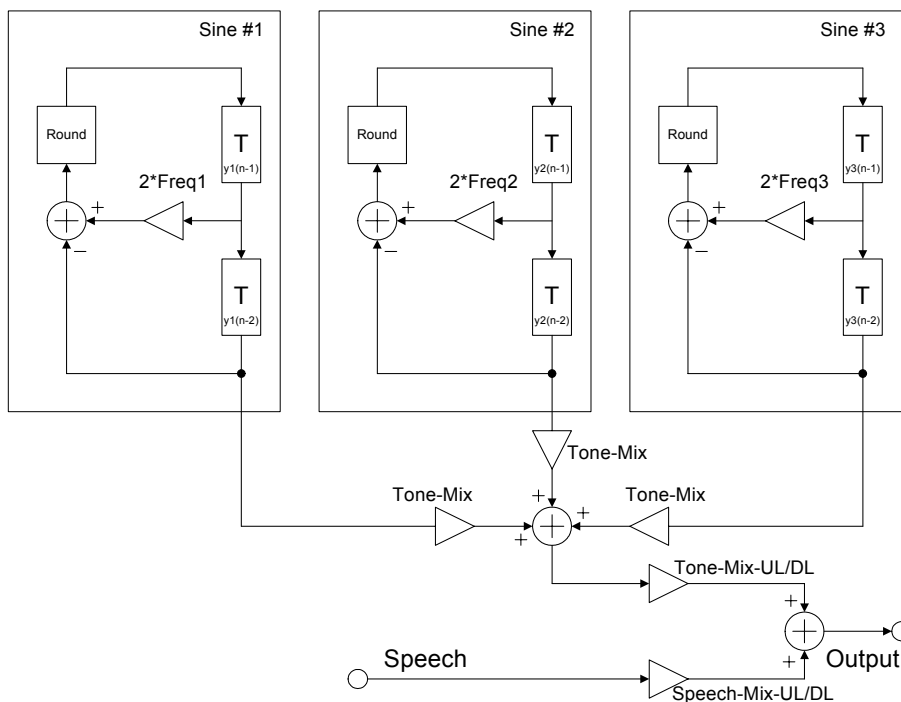 Sine #1
Round
T
y1(n-1)
2*Freq1
+
−
T
y1(n-2)
Sine #2
Round
T
y2(n-1)
2*Freq2
+
−
T
y2(n-2)
Sine #3
Round
T
y3(n-1)
2*Freq3
+
−
T
y3(n-2)
Tone-Mix
Tone-Mix
Tone-Mix
+
+
+
Tone-Mix-UL/DL
+
+
Speech
Output
Speech-Mix-UL/DL